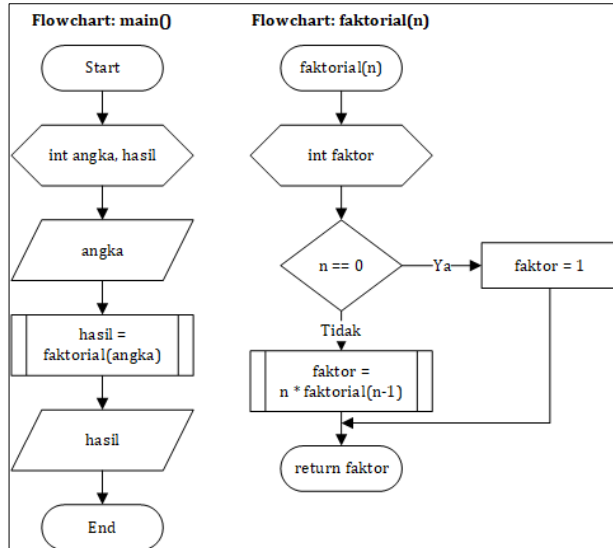 Flowchart: main()
Start
int angka, hasil
angka
hasil =
faktorial(angka)
hasil
End
Flowchart: faktorial(n)
faktorial(n)
int faktor
n == 0
Ya
faktor = 1
Tidak
faktor =
n * faktorial(n-1)
return faktor